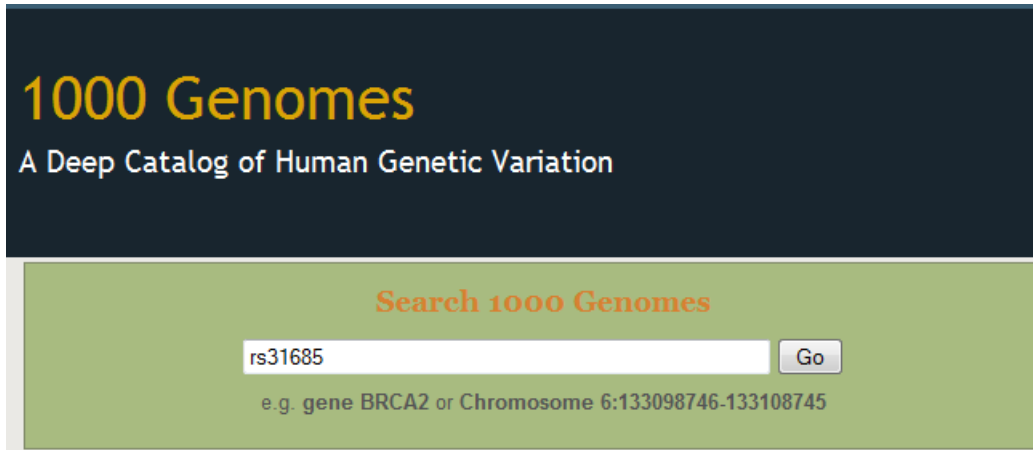 1000 Genomes
A Deep Catalog of Human Genetic Variation
Search 1000 Genomes
rs31685 Go
e.g. gene BRCA2 or Chromosome 6:133098746-133108745